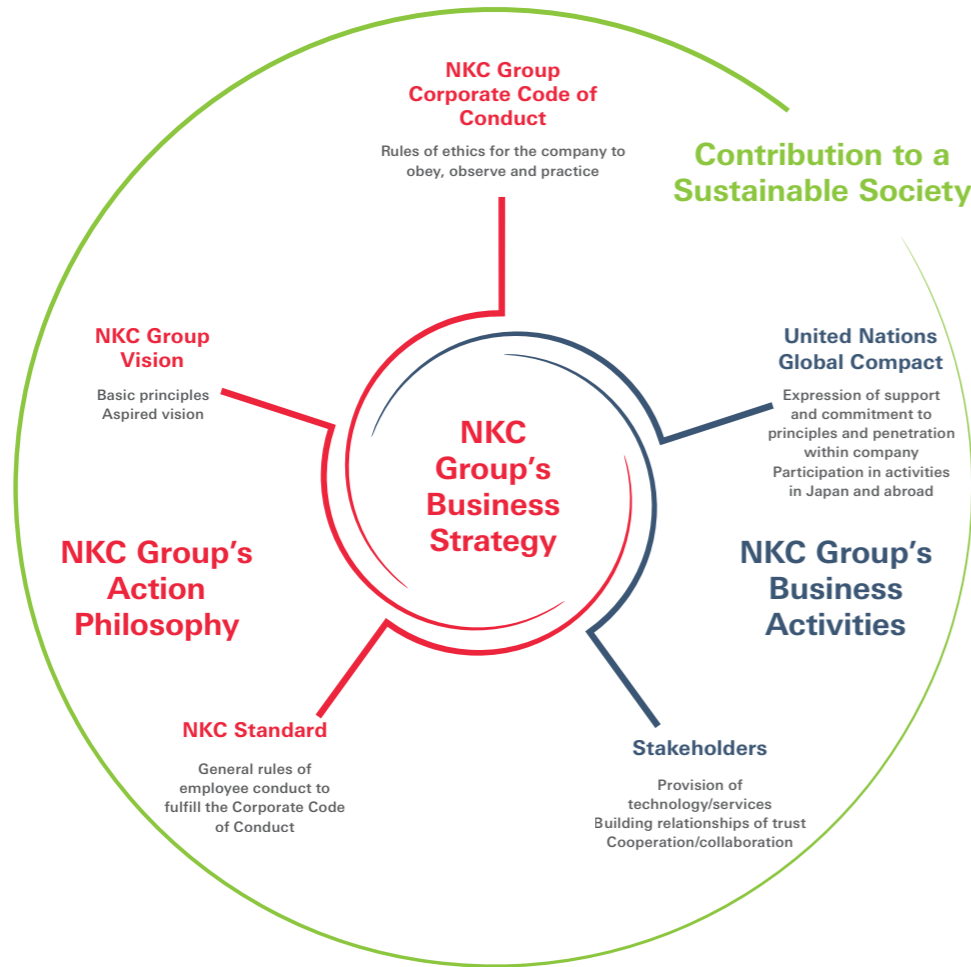 NKC Group
Corporate Code of
Conduct
Rules of ethics for the company to
obey, observe and practice
Contribution to a
Sustainable Society
NKC Group
Vision
Basic principles
Aspired vision
United Nations
Global Compact
Expression of support
and commitment to
principles and penetration
within company
Participation in activities
in Japan and abroad
NKC
Group’s
Business
Strategy
NKC Group’s
Action
Philosophy
NKC Group’s
Business
Activities
NKC Standard
General rules of
employee conduct to
fulfill the Corporate Code
of Conduct
Stakeholders
Provision of
technology/services
Building relationships of trust
Cooperation/collaboration